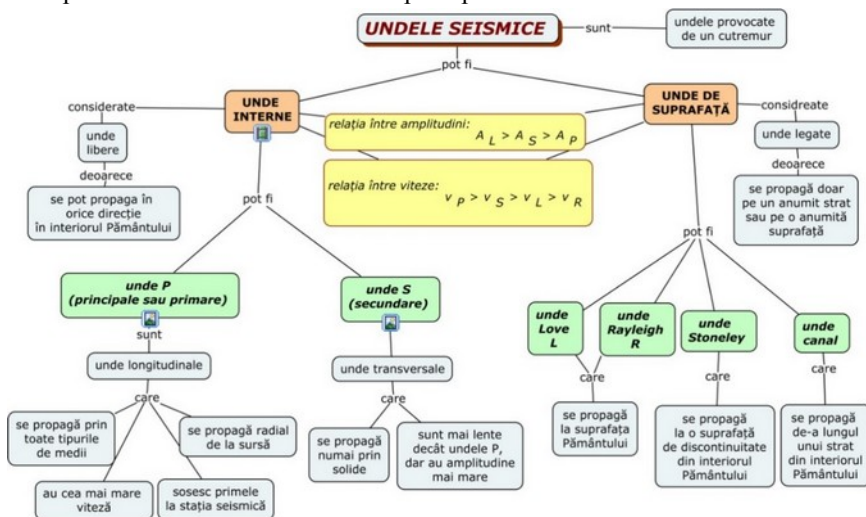 UNDELE SEISMICE
sunt
undele provocate
de un cutremur
pot fi
UNDE
INTERNE
considerate
unde
libere
deoarece
se pot propaga în
orice direcție
în interiorul Pământului
relația între amplitudini:
A L > A S > A P
relația între viteze:
v P > v S > v L > v R
UNDE DE
SUPRAFAȚĂ
considreate
unde legate
deoarece
se propagă doar
pe un anumit strat
sau pe o anumită
suprafață
pot fi
unde P
(principale sau primare)
sunt
unde longitudinale
care
se propagă prin
toate tipurile
de medii
au cea mai mare
viteză
sosesc primele
la stația seismică
se propagă radial
de la sursă
unde S
(secundare)
unde transversale
care
se propagă
numai prin
solide
sunt mai lente
decât undele P,
dar au amplitudine
mai mare
pot fi
unde
Love
L
unde
Rayleigh
R
care
se propagă
la suprafața
Pământului
unde
Stoneley
care
se propagă
la o suprafață
de discontinuitate
din interiorul
Pământului
unde
canal
care
se propagă
de-a lungul
unui strat
din interiorul
Pământului